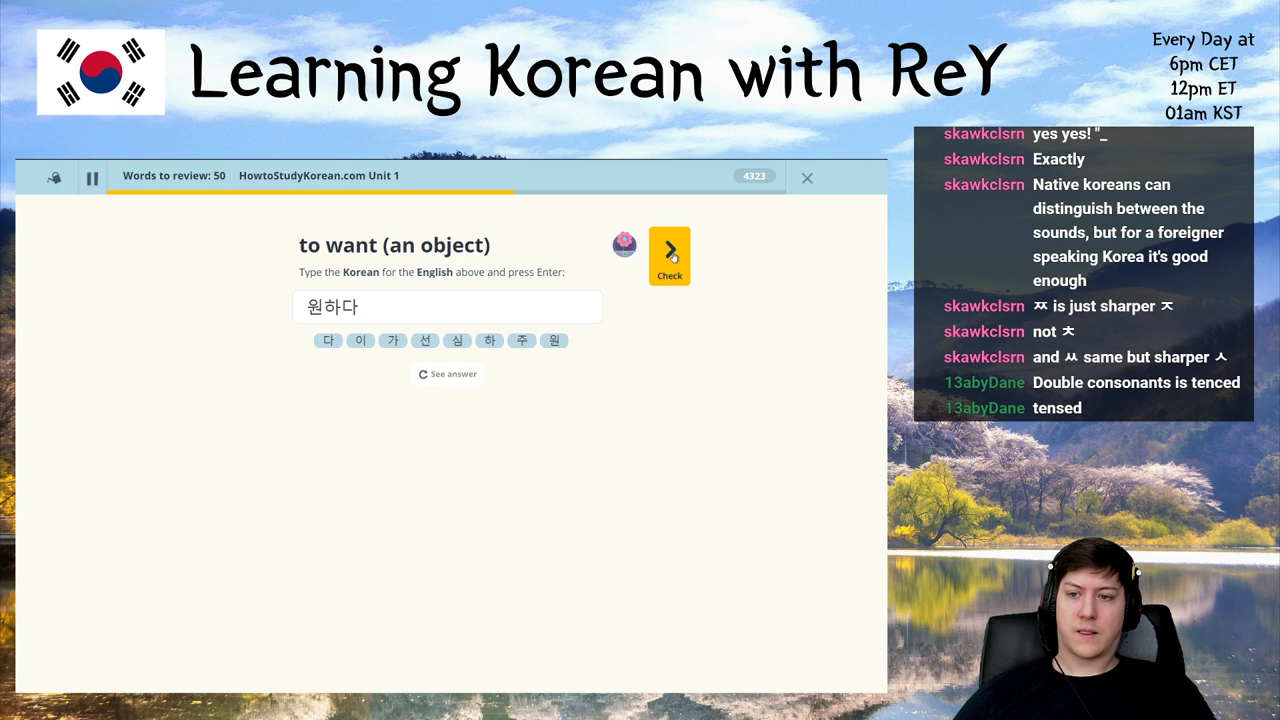 Learning Korean with ReY
Every Day at
6pm CET
12pm ET
01am KST
Words to review: 50 HowtoStudyKorean.com Unit 1
4323
to want (an object)
Type the Korean for the English above and press Enter:
원하다
다 이 가 선 심 하 주 원
See answer
Check
skawkclsrn yes yes! "_
skawkclsrn Exactly
skawkclsrn Native koreans can
distinguish between the
sounds, but for a foreigner
speaking Korea it's good
enough
skawkclsrn ㅉ is just sharper ㅈ
skawkclsrn not ㅊ
skawkclsrn and ㅆ same but sharper ㅅ
13abyDane Double consonants is tenced
13abyDane tensed